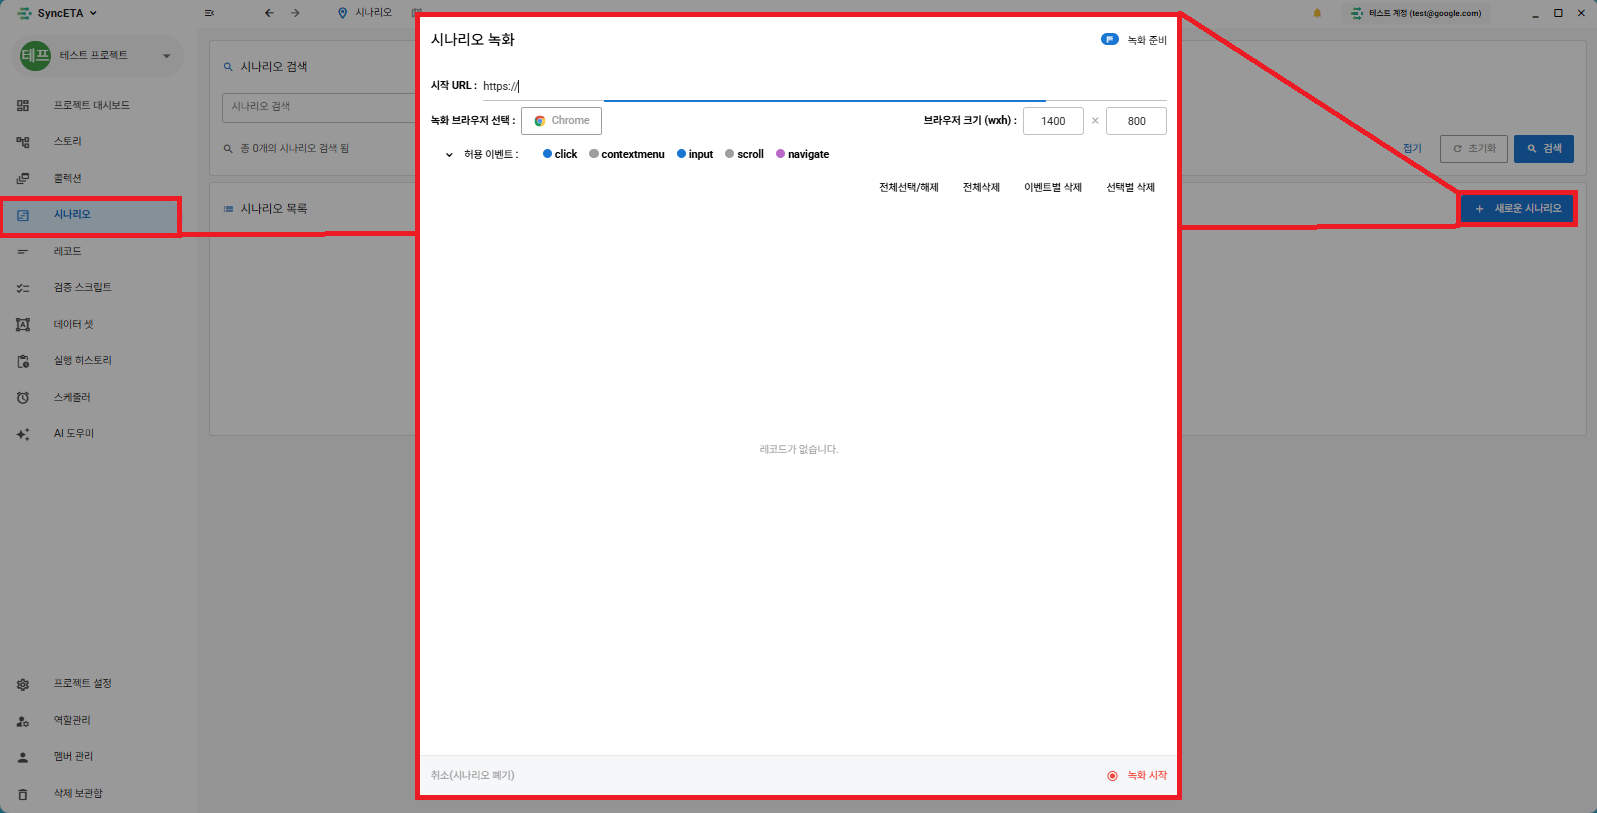 SyncETA
시나리오
테스트 계정 (test@google.com)
테프
테스트 프로젝트
프로젝트 대시보드
스토리
콜렉션
시나리오
레코드
검증 스크립트
데이터 셋
실행 히스토리
스케줄러
AI 도우미
프로젝트 설정
역할관리
멤버 관리
삭제 보관함
시나리오 검색
시나리오 검색
총 0개의 시나리오 검색 됨
접기
초기화
검색
시나리오 목록
새로운 시나리오
시나리오 녹화
녹화 준비
시작 URL : https://
녹화 브라우저 선택 : Chrome
브라우저 크기 (wxh) : 1400 × 800
허용 이벤트 : click contextmenu input scroll navigate
전체선택/해제 전체삭제 이벤트별 삭제 선택별 삭제
레코드가 없습니다.
취소(시나리오 폐기)
녹화 시작